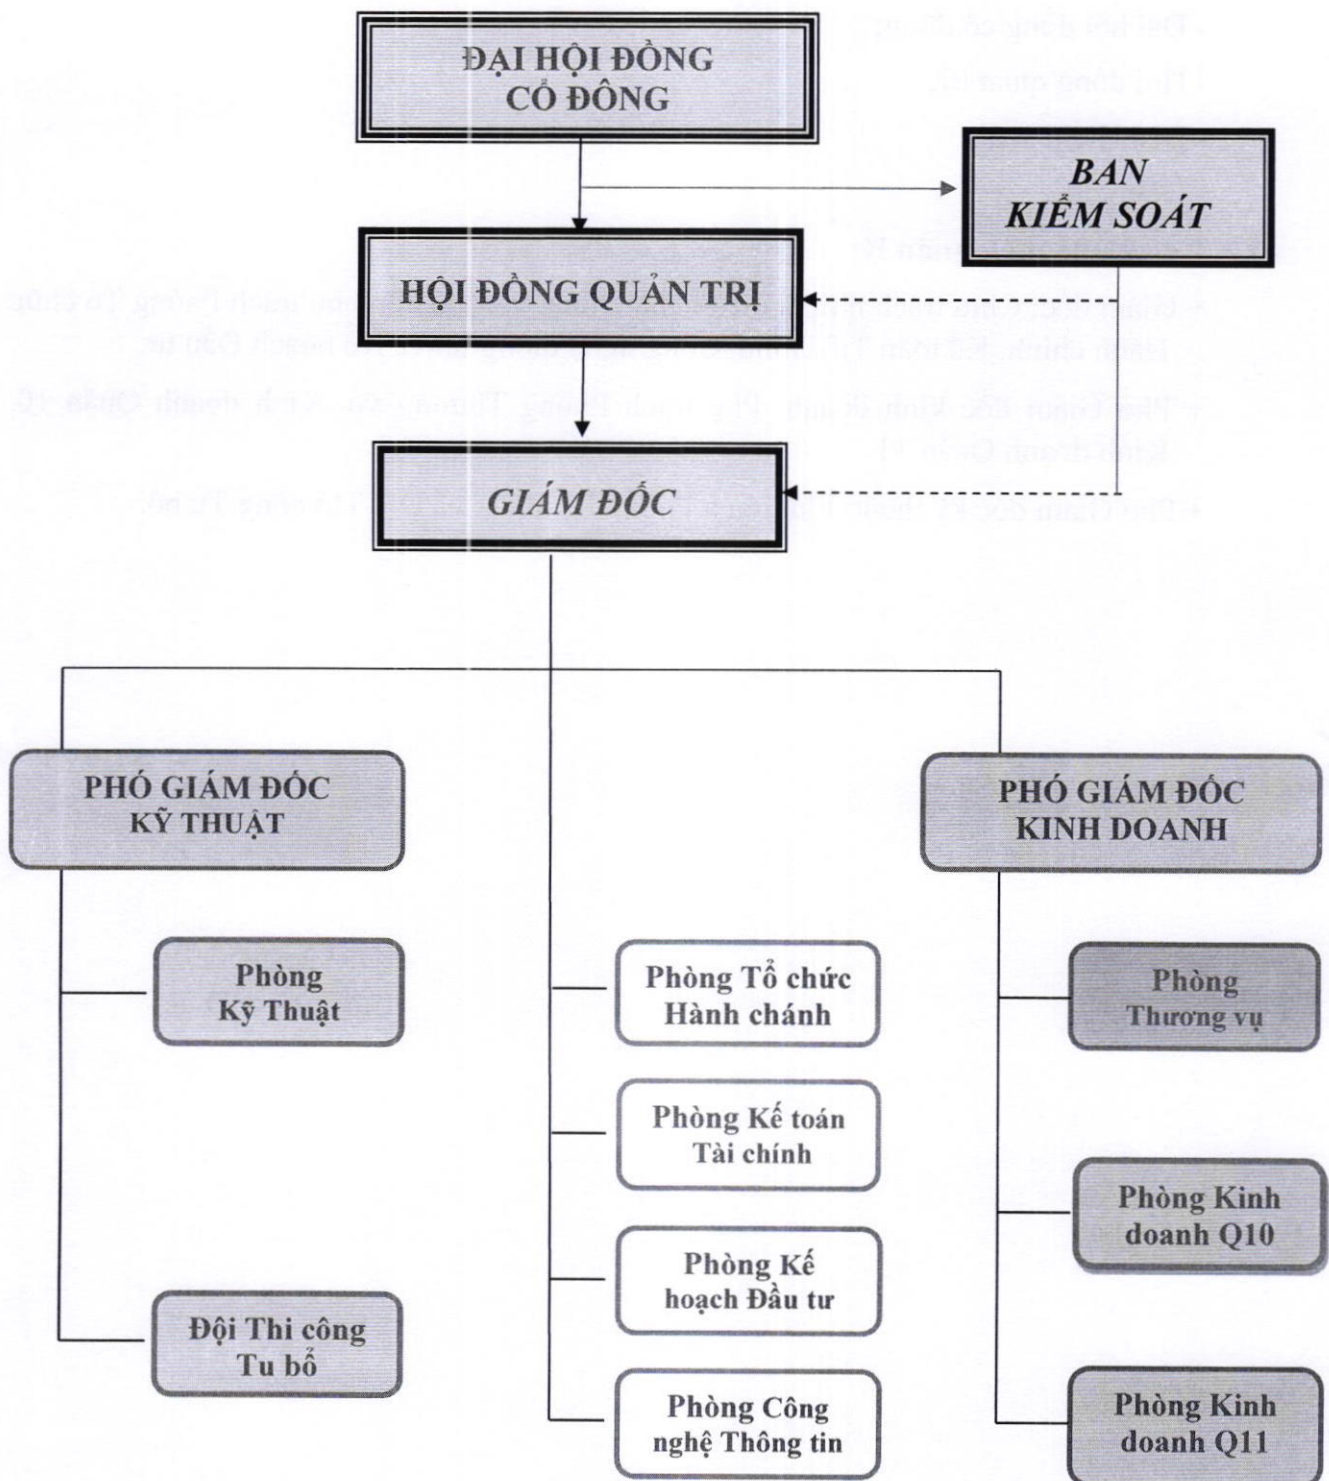 ĐẠI HỘI ĐỒNG
CỔ ĐÔNG
BAN
KIỂM SOÁT
HỘI ĐỒNG QUẢN TRỊ
GIÁM ĐỐC
PHÓ GIÁM ĐỐC
KỸ THUẬT
PHÓ GIÁM ĐỐC
KINH DOANH
Phòng
Kỹ Thuật
Phòng Tổ chức
Hành chánh
Phòng
Thương vụ
Phòng Kế toán
Tài chính
Phòng Kinh
doanh Q10
Phòng Kế
hoạch Đầu tư
Đội Thi công
Tu bổ
Phòng Công
nghệ Thông tin
Phòng Kinh
doanh Q11